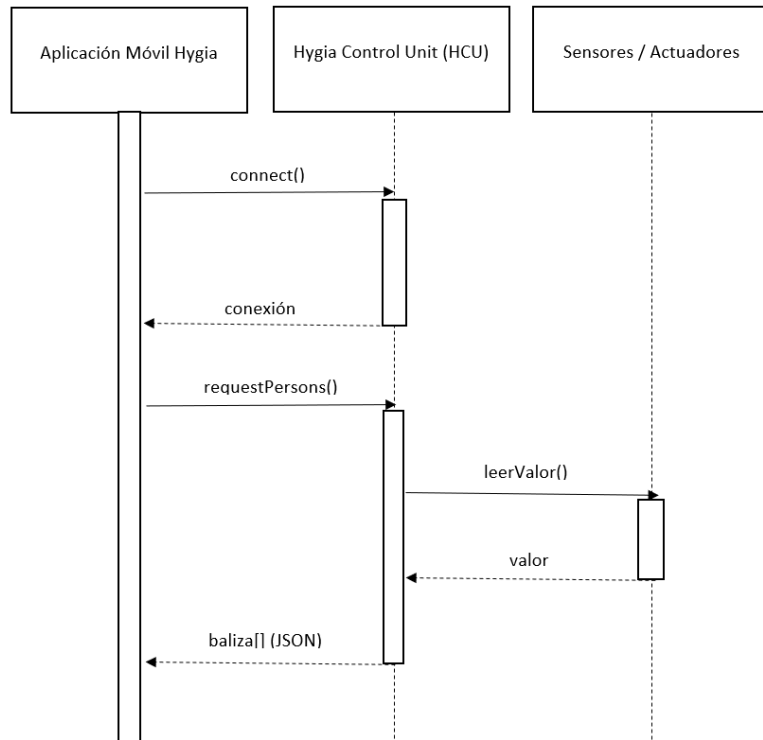 Aplicación Móvil Hygia
Hygia Control Unit (HCU)
Sensores / Actuadores
connect()
conexión
requestPersons()
leerValor()
valor
baliza[] (JSON)